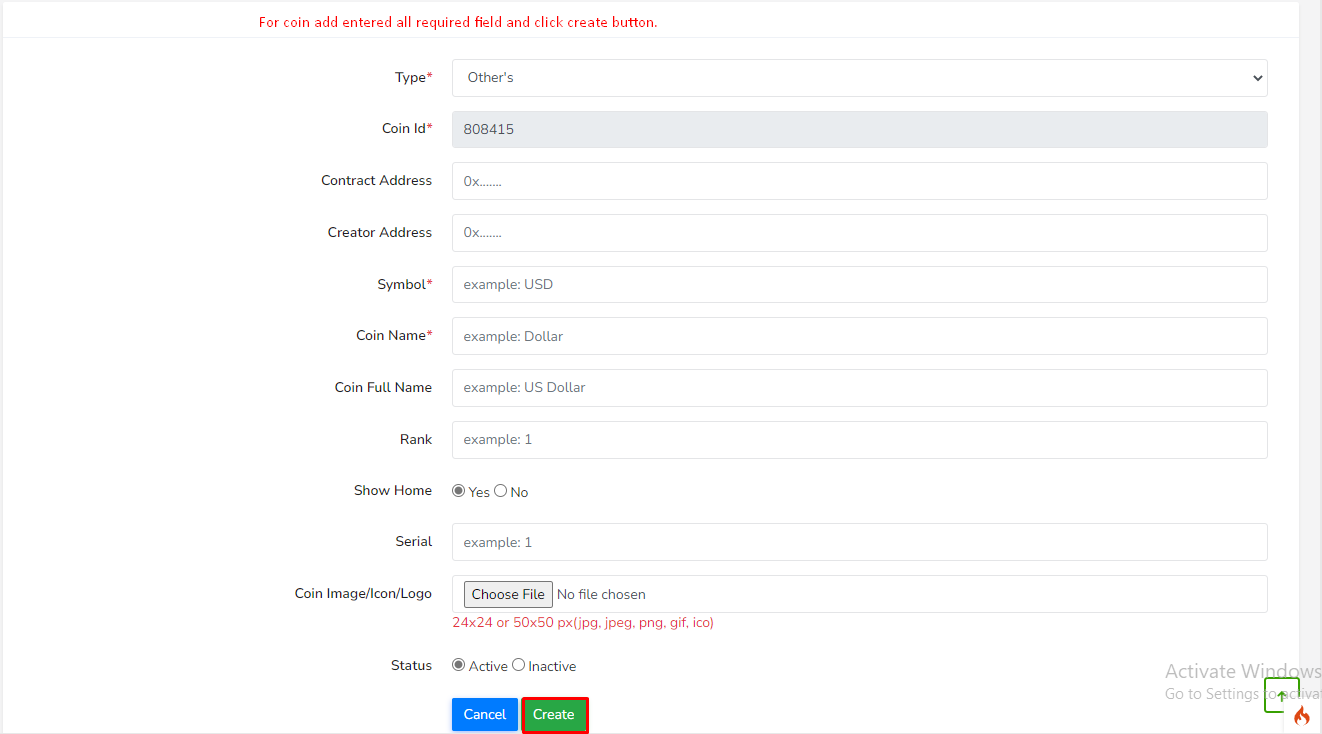 For coin add entered all required field and click create button.
Type* Other's
Coin Id* 808415
Contract Address 0x.......
Creator Address 0x.......
Symbol* example: USD
Coin Name* example: Dollar
Coin Full Name example: US Dollar
Rank example: 1
Show Home Yes No
Serial example: 1
Coin Image/Icon/Logo Choose File No file chosen
24x24 or 50x50 px(jpg, jpeg, png, gif, ico)
Status Active Inactive
Activate Windows
Go to Settings to activat
Cancel Create